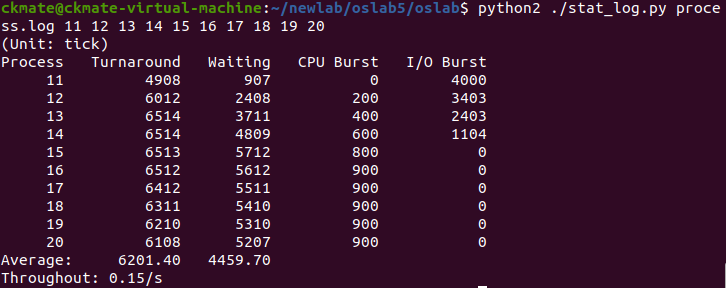 ckmate@ckmate-virtual-machine:~/newlab/oslab5/oslab$ python2 ./stat_log.py proce
ss.log 11 12 13 14 15 16 17 18 19 20
(Unit: tick)
Process   Turnaround   Waiting   CPU Burst   I/O Burst
11         4908       907           0        4000
12         6012      2408         200        3403
13         6514      3711         400        2403
14         6514      4809         600        1104
15         6513      5712         800           0
16         6512      5612         900           0
17         6412      5511         900           0
18         6311      5410         900           0
19         6210      5310         900           0
20         6108      5207         900           0
Average:      6201.40   4459.70
Throughout: 0.15/s